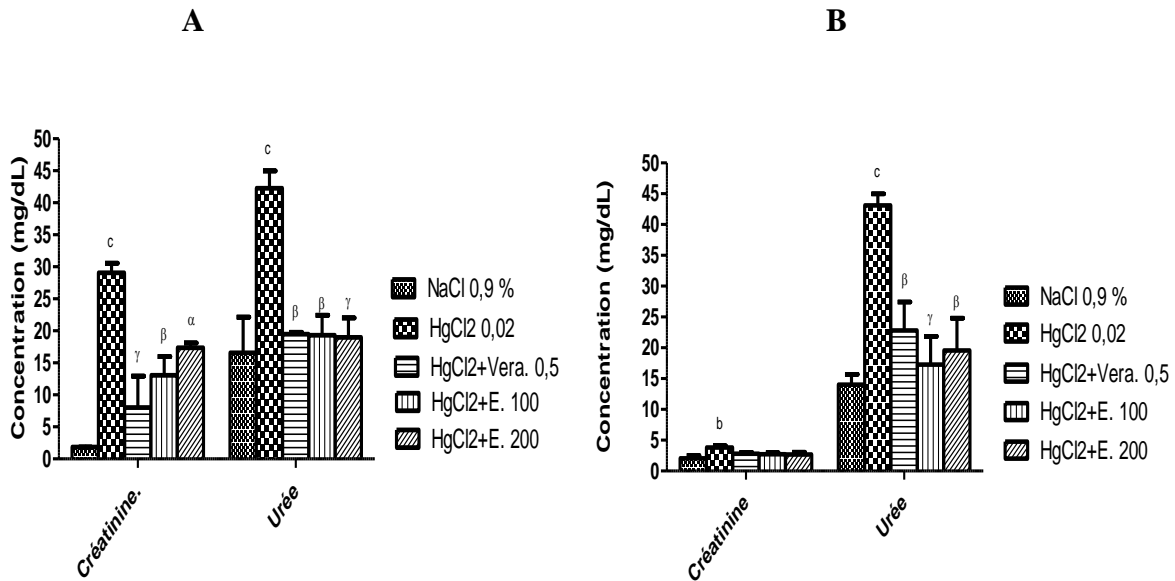 A
B
Concentration (mg/dL)
50
45
40
35
30
25
20
15
10
5
0
c
γ
β
α
c
β
β
γ
Créatinine.
Urée
NaCl 0,9 %
HgCl2 0,02
HgCl2+Vera. 0,5
HgCl2+E. 100
HgCl2+E. 200
Concentration (mg/dL)
50
45
40
35
30
25
20
15
10
5
0
b
c
β
γ
β
Créatinine
Urée
NaCl 0,9 %
HgCl2 0,02
HgCl2+Vera. 0,5
HgCl2+E. 100
HgCl2+E. 200